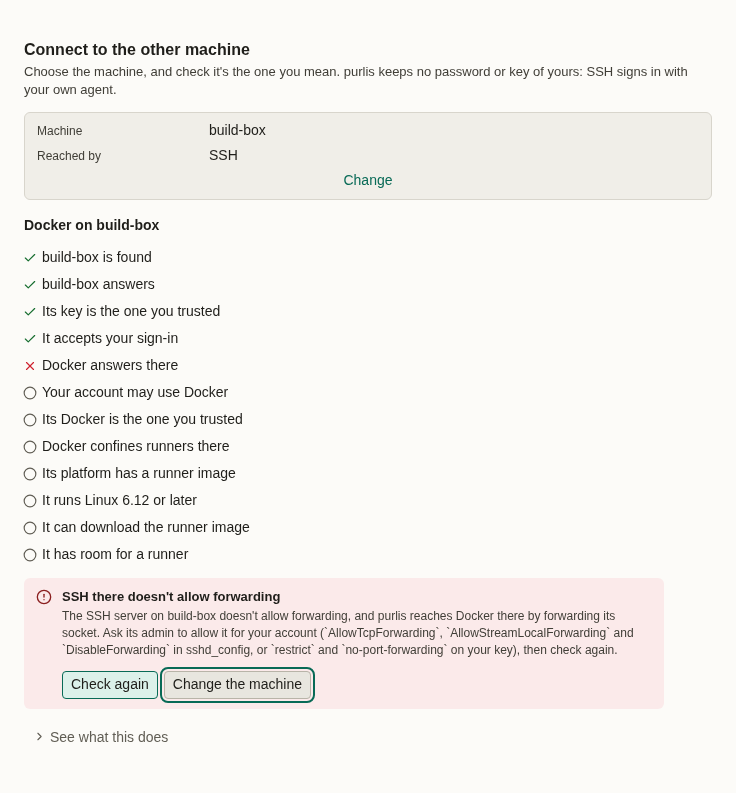 Connect to the other machine
Choose the machine, and check it's the one you mean. purlis keeps no password or key of yours: SSH signs in with
your own agent.
Machine build-box
Reached by SSH
Change
Docker on build-box
build-box is found
build-box answers
Its key is the one you trusted
It accepts your sign-in
Docker answers there
Your account may use Docker
Its Docker is the one you trusted
Docker confines runners there
Its platform has a runner image
It runs Linux 6.12 or later
It can download the runner image
It has room for a runner
SSH there doesn't allow forwarding
The SSH server on build-box doesn't allow forwarding, and purlis reaches Docker there by forwarding its
socket. Ask its admin to allow it for your account (`AllowTcpForwarding`, `AllowStreamLocalForwarding` and
`DisableForwarding` in sshd_config, or `restrict` and `no-port-forwarding` on your key), then check again.
Check again Change the machine
See what this does